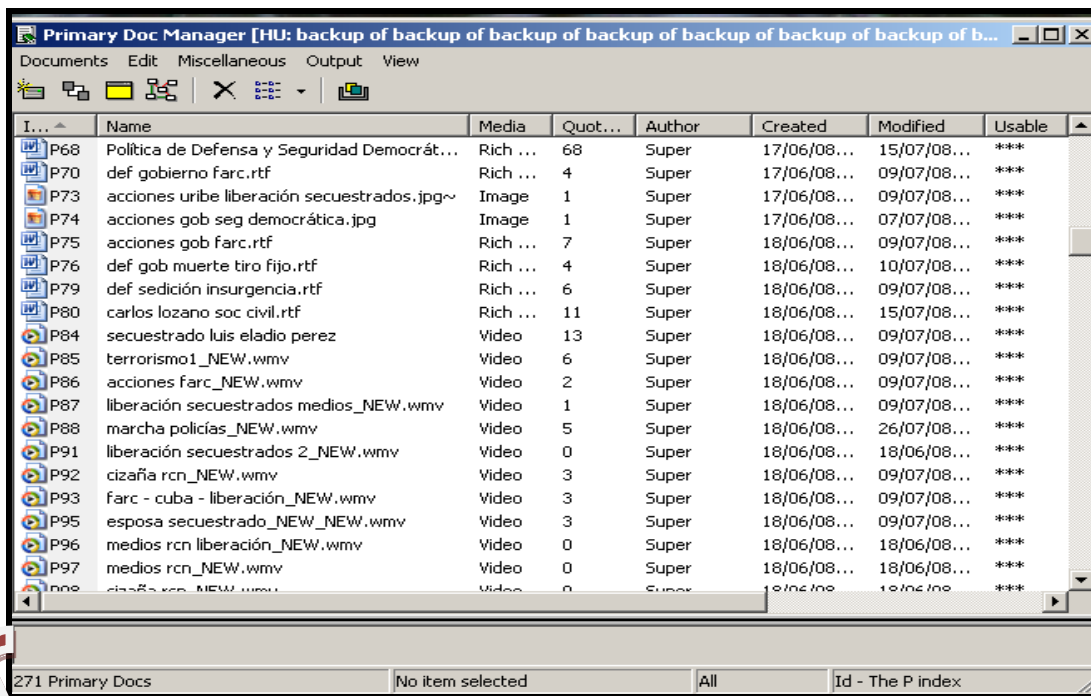 Primary Doc Manager [HU: backup of backup of backup of backup of backup of backup of backup of b...
Documents Edit Miscellaneous Output View
I... Name Media Quot... Author Created Modified Usable
P68 Política de Defensa y Seguridad Democrát... Rich ... 68 Super 17/06/08... 15/07/08... ***
P70 def gobierno farc.rtf Rich ... 4 Super 17/06/08... 09/07/08... ***
P73 acciones uribe liberación secuestrados.jpg~ Image 1 Super 17/06/08... 09/07/08... ***
P74 acciones gob seg democrática.jpg Image 1 Super 17/06/08... 07/07/08... ***
P75 acciones gob farc.rtf Rich ... 7 Super 18/06/08... 09/07/08... ***
P76 def gob muerte tiro fijo.rtf Rich ... 4 Super 18/06/08... 10/07/08... ***
P79 def sedición insurgencia.rtf Rich ... 6 Super 18/06/08... 09/07/08... ***
P80 carlos lozano soc civil.rtf Rich ... 11 Super 18/06/08... 15/07/08... ***
P84 secuestrado luis eladio perez Video 13 Super 18/06/08... 09/07/08... ***
P85 terrorismo1_NEW.wmv Video 6 Super 18/06/08... 09/07/08... ***
P86 acciones farc_NEW.wmv Video 2 Super 18/06/08... 09/07/08... ***
P87 liberación secuestrados medios_NEW.wmv Video 1 Super 18/06/08... 09/07/08... ***
P88 marcha policías_NEW.wmv Video 5 Super 18/06/08... 26/07/08... ***
P91 liberación secuestrados 2_NEW.wmv Video 0 Super 18/06/08... 18/06/08... ***
P92 cizaña rcn_NEW.wmv Video 3 Super 18/06/08... 09/07/08... ***
P93 farc - cuba - liberación_NEW.wmv Video 3 Super 18/06/08... 09/07/08... ***
P95 esposa secuestrado_NEW_NEW.wmv Video 3 Super 18/06/08... 09/07/08... ***
P96 medios rcn liberación_NEW.wmv Video 0 Super 18/06/08... 18/06/08... ***
P97 medios rcn_NEW.wmv Video 0 Super 18/06/08... 18/06/08... ***
cizaña rcn_NEW.wmv Video 0 Super 18/06/08 18/06/08
271 Primary Docs No item selected All Id - The P index